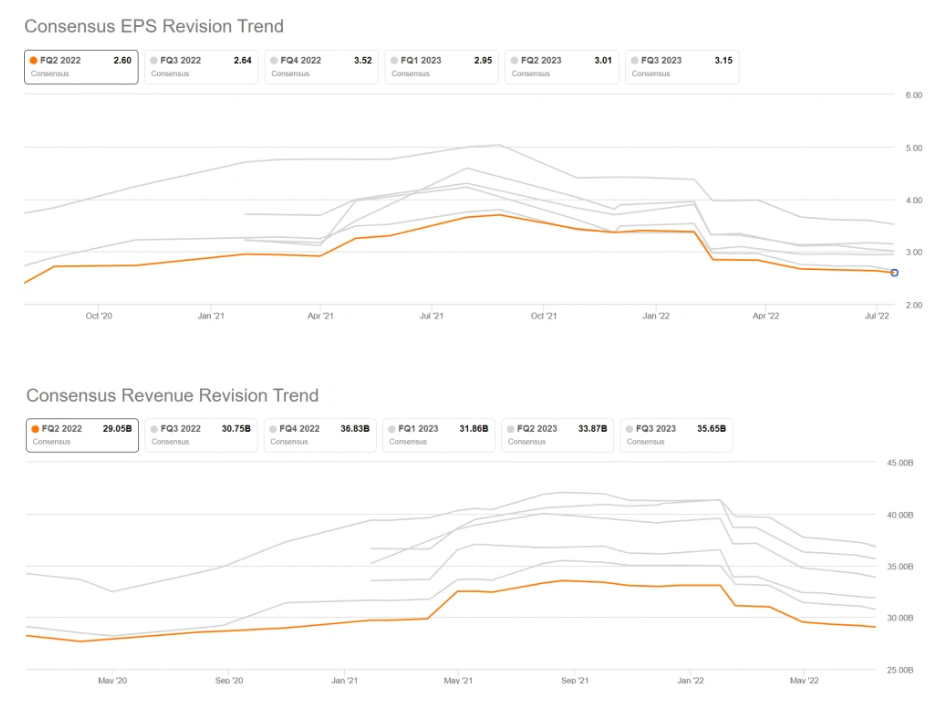 Consensus EPS Revision Trend
FQ2 2022 2.60 FQ3 2022 2.64 FQ4 2022 3.52 FQ1 2023 2.95 FQ2 2023 3.01 FQ3 2023 3.15
Consensus Consensus Consensus Consensus Consensus Consensus
6.00
5.00
4.00
3.00
2.00
Oct '20 Jan '21 Apr '21 Jul '21 Oct '21 Jan '22 Apr '22 Jul '22
Consensus Revenue Revision Trend
FQ2 2022 29.05B FQ3 2022 30.75B FQ4 2022 36.83B FQ1 2023 31.86B FQ2 2023 33.87B FQ3 2023 35.65B
Consensus Consensus Consensus Consensus Consensus Consensus
45.00B
40.00B
35.00B
30.00B
25.00B
May '20 Sep '20 Jan '21 May '21 Sep '21 Jan '22 May '22